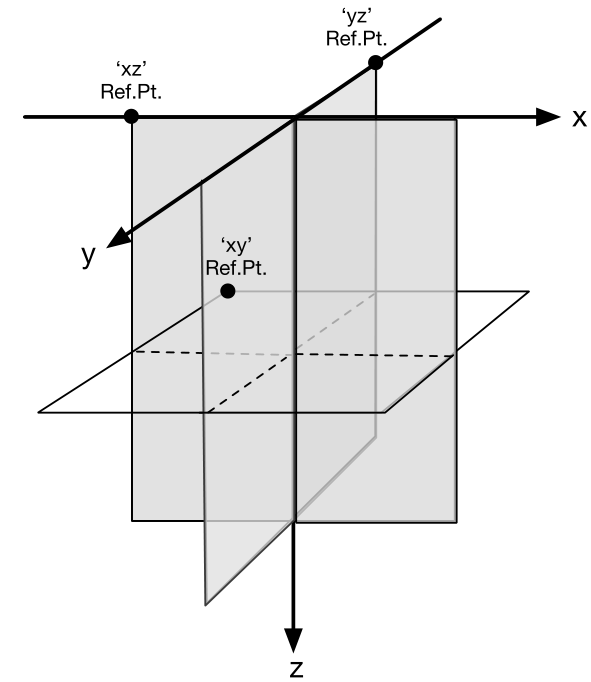 ‘yz’
Ref.Pt.
‘xz’
Ref.Pt.
x
y
‘xy’
Ref.Pt.
z